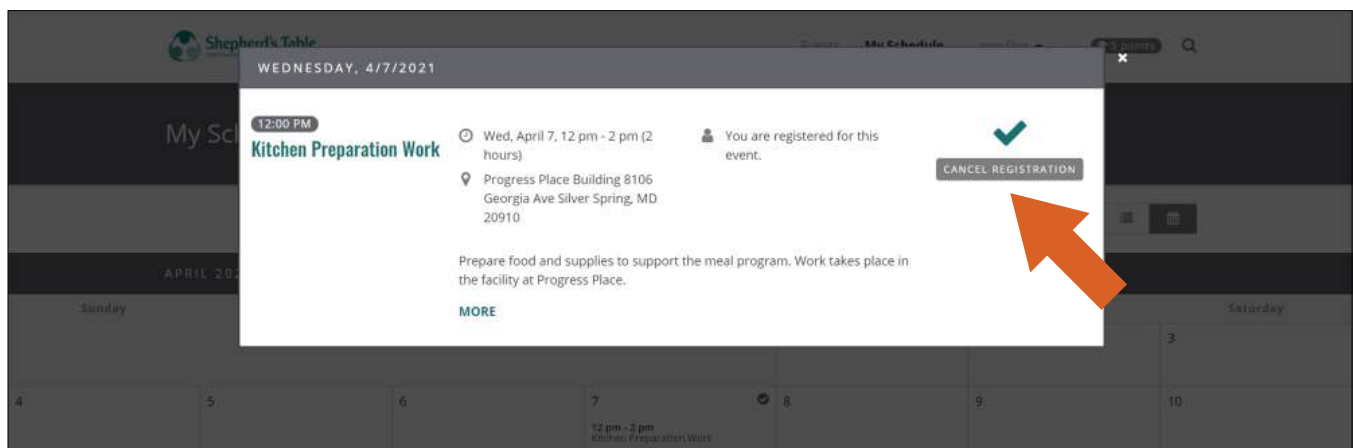 Shepherd's Table
My Schedule
5 points
WEDNESDAY, 4/7/2021
×
My Sch
12:00 PM
Kitchen Preparation Work
Wed, April 7, 12 pm - 2 pm (2
hours)
Progress Place Building 8106
Georgia Ave Silver Spring, MD
20910
You are registered for this
event.
CANCEL REGISTRATION
Prepare food and supplies to support the meal program. Work takes place in
the facility at Progress Place.
MORE
APRIL 202
Sunday
Saturday
3
4
5
6
7
8
9
10
12 pm - 2 pm
Kitchen Preparation Work